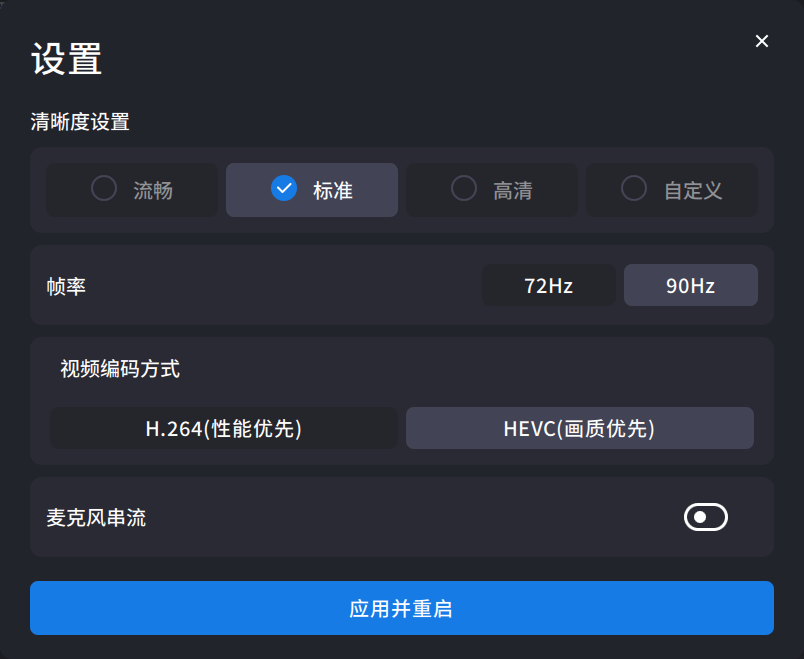 设置
清晰度设置
流畅 标准 高清 自定义
帧率 72Hz 90Hz
视频编码方式
H.264(性能优先) HEVC(画质优先)
麦克风串流
应用并重启